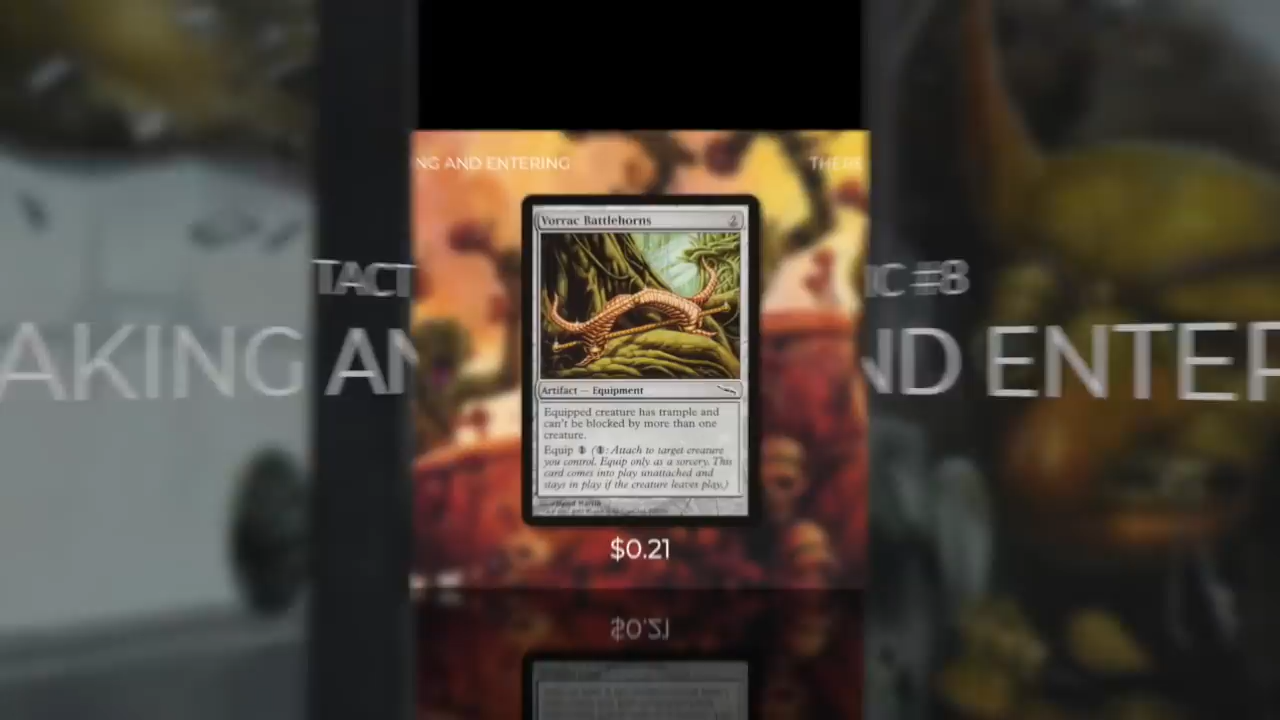 NG AND ENTERING
THERE
Vorrac Battlehorns
2
TACT
IC #8
AKING AN
ND ENTER
Artifact — Equipment
Equipped creature has trample and
can't be blocked by more than one
creature.
Equip 1 (1: Attach to target creature
you control. Equip only as a sorcery. This
card comes into play unattached and
stays in play if the creature leaves play.)
$0.21
$0.21